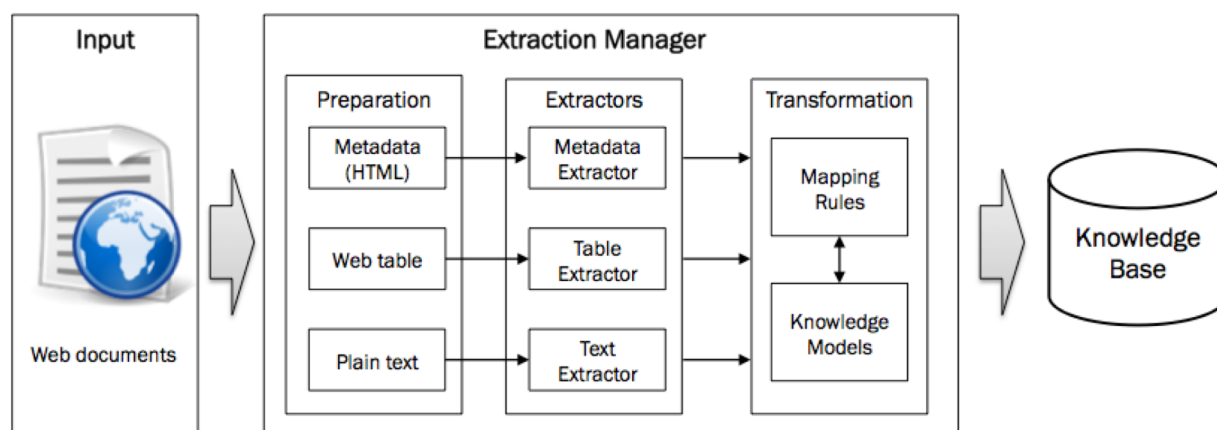 Input
Web documents
Extraction Manager
Preparation
Metadata
(HTML)
Web table
Plain text
Extractors
Metadata
Extractor
Table
Extractor
Text
Extractor
Transformation
Mapping
Rules
Knowledge
Models
Knowledge
Base